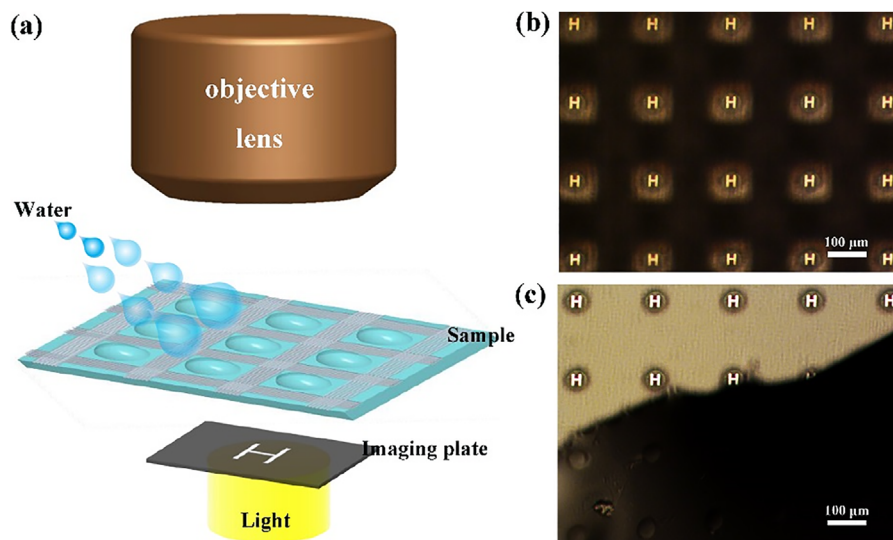 (a)
objective
lens
Water
Sample
Imaging plate
H
Light
(b)
H H H H H
H H H H H
H H H H H
H H H H H
100 μm
(c)
H H H H H
H H H H
100 μm